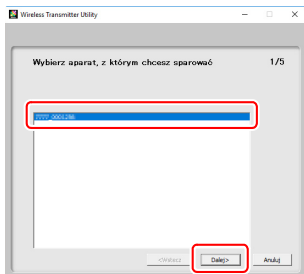 Wireless Transmitter Utility
Wybierz aparat, z którym chcesz sparować 1/5
<Wstecz Dalej> Anuluj